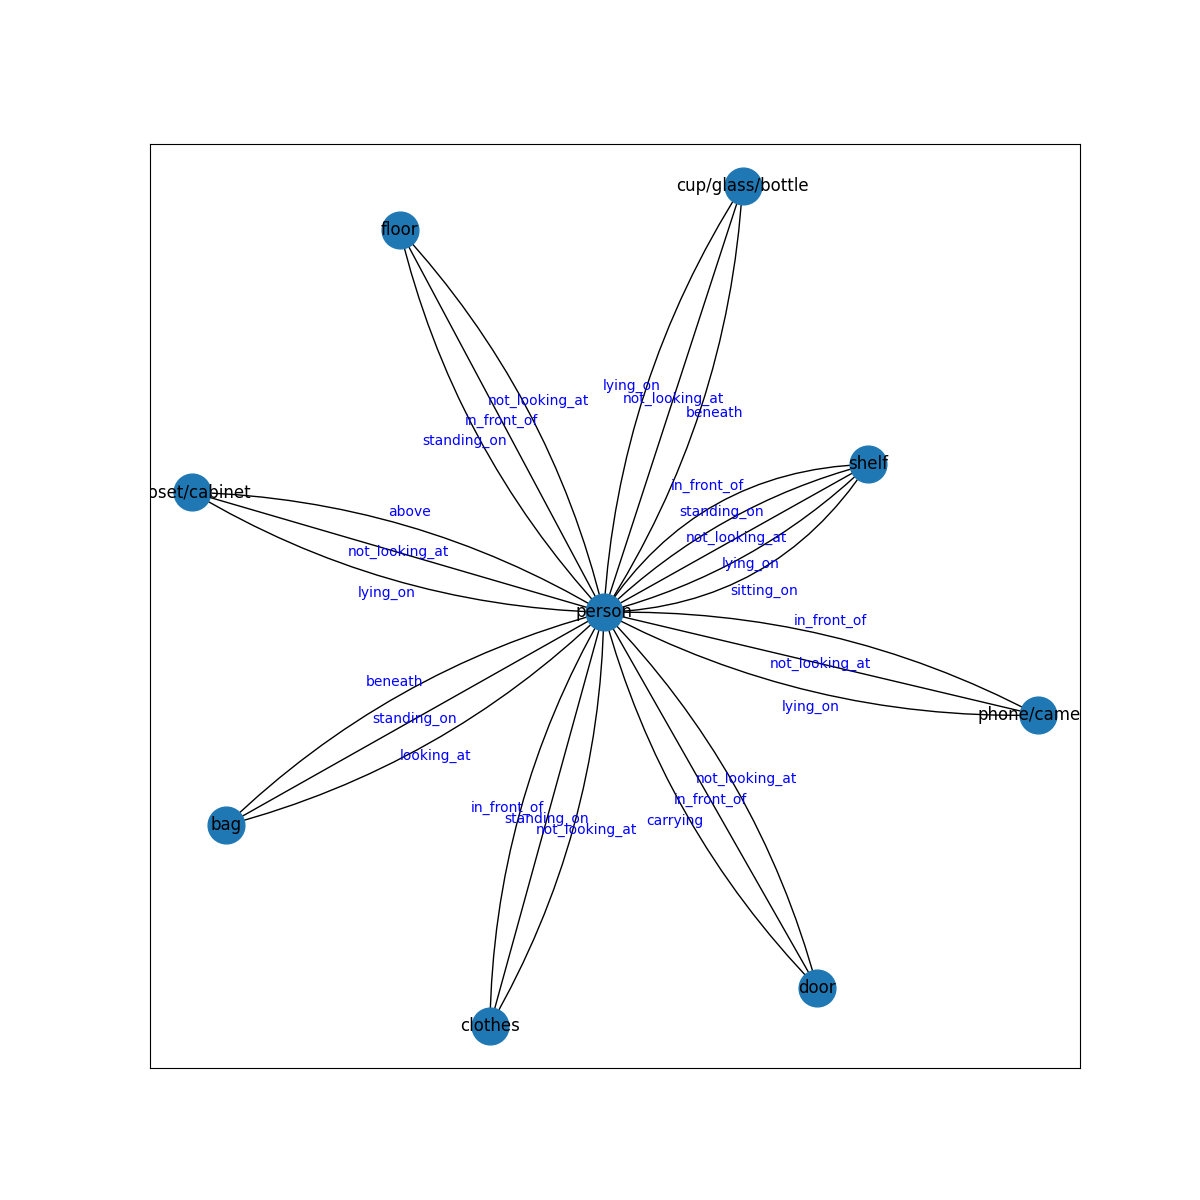 cup/glass/bottle
floor
lying_on
not_looking_at
not_looking_at
beneath
in_front_of
standing_on
shelf
in_front_of
oset/cabinet
above
standing_on
not_looking_at
not_looking_at
lying_on
lying_on
sitting_on
person
in_front_of
not_looking_at
beneath
lying_on
phone/came
standing_on
looking_at
not_looking_at
in_front_of
in_front_of
standing_on
carrying
not_looking_at
bag
door
clothes